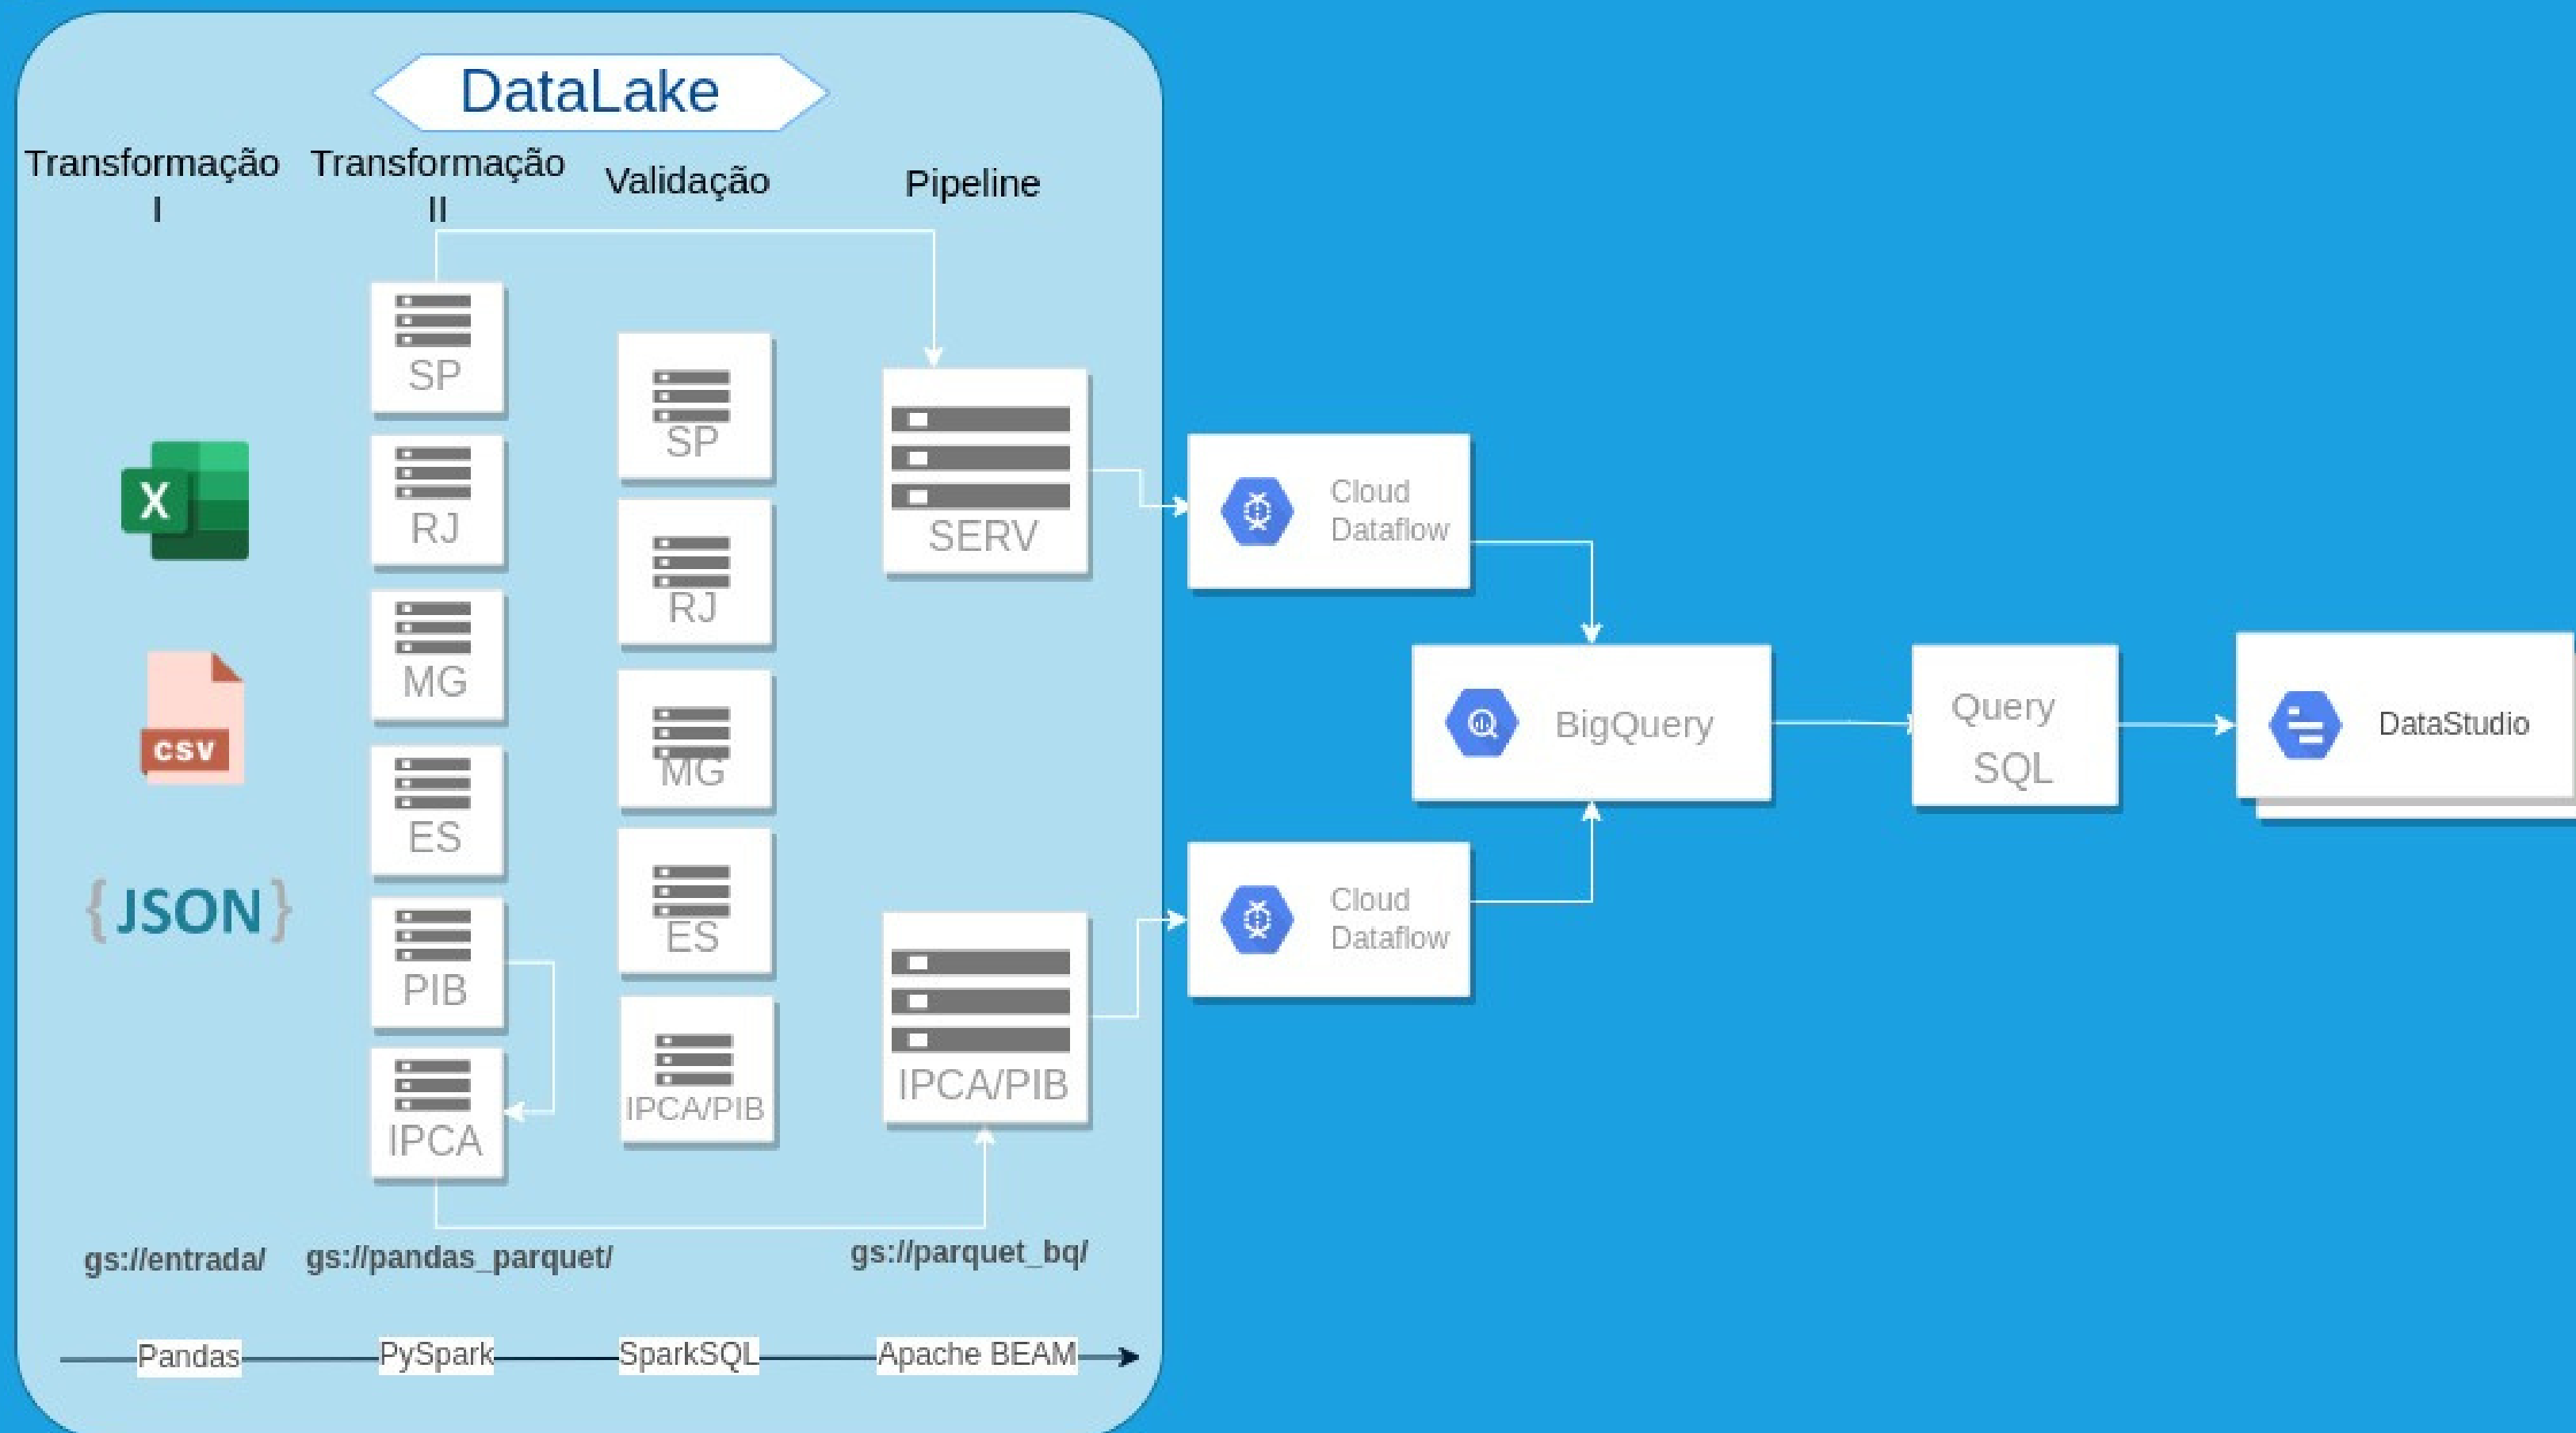 DataLake
Transformação
I
Transformação
II
Validação
Pipeline
X
CSV
{JSON}
SP
RJ
MG
ES
PIB
IPCA
SP
RJ
MG
ES
IPCA/PIB
SERV
IPCA/PIB
Cloud
Dataflow
Cloud
Dataflow
BigQuery
Query
SQL
DataStudio
gs://entrada/
gs://pandas_parquet/
gs://parquet_bq/
Pandas
PySpark
SparkSQL
Apache BEAM